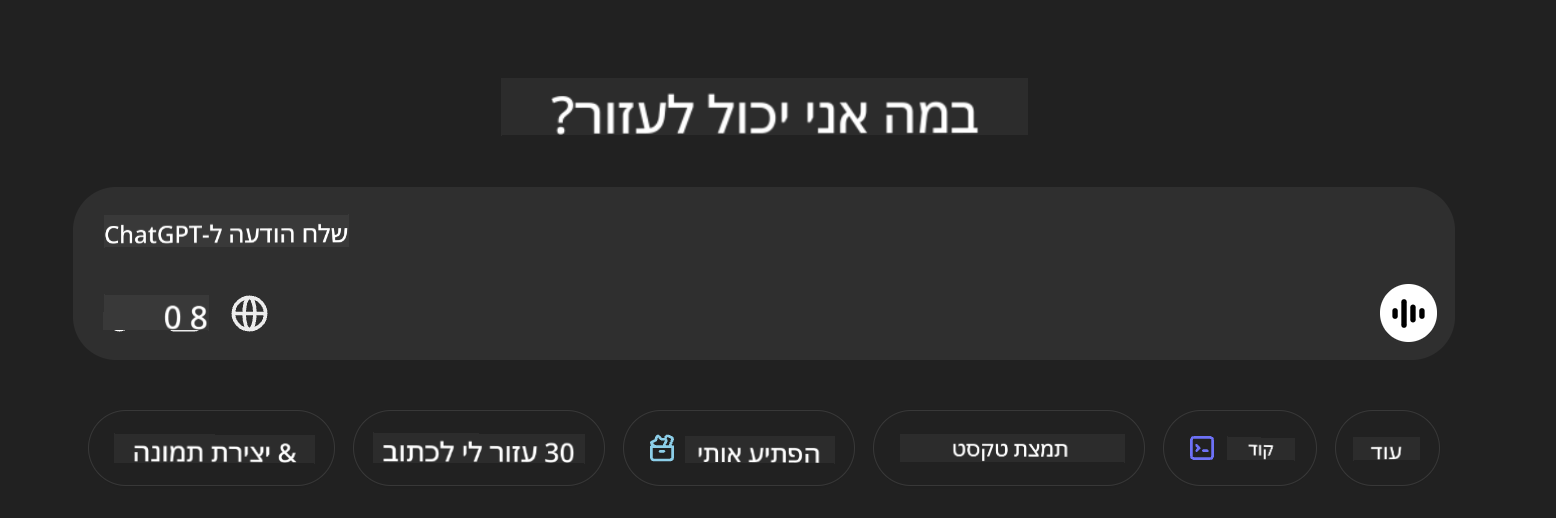 במה אני יכול לעזור?
שלח הודעה ל-ChatGPT
0 8
& יצירת תמונה
30 עזור לי לכתוב
הפתיע אותי
תמצת טקסט
קוד
עוד